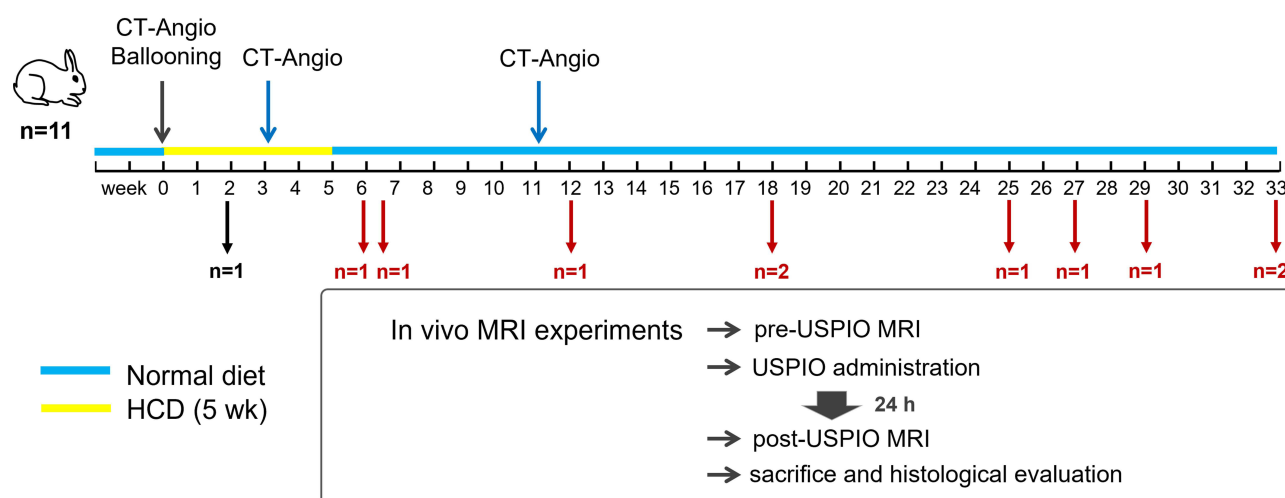 CT-Angio
Ballooning
CT-Angio
CT-Angio
n=11
week 0 1 2 3 4 5 6 7 8 9 10 11 12 13 14 15 16 17 18 19 20 21 22 23 24 25 26 27 28 29 30 31 32 33
n=1 n=1 n=1 n=1 n=2 n=1 n=1 n=1 n=2
In vivo MRI experiments
pre-USPIO MRI
USPIO administration
24 h
post-USPIO MRI
sacrifice and histological evaluation
Normal diet
HCD (5 wk)